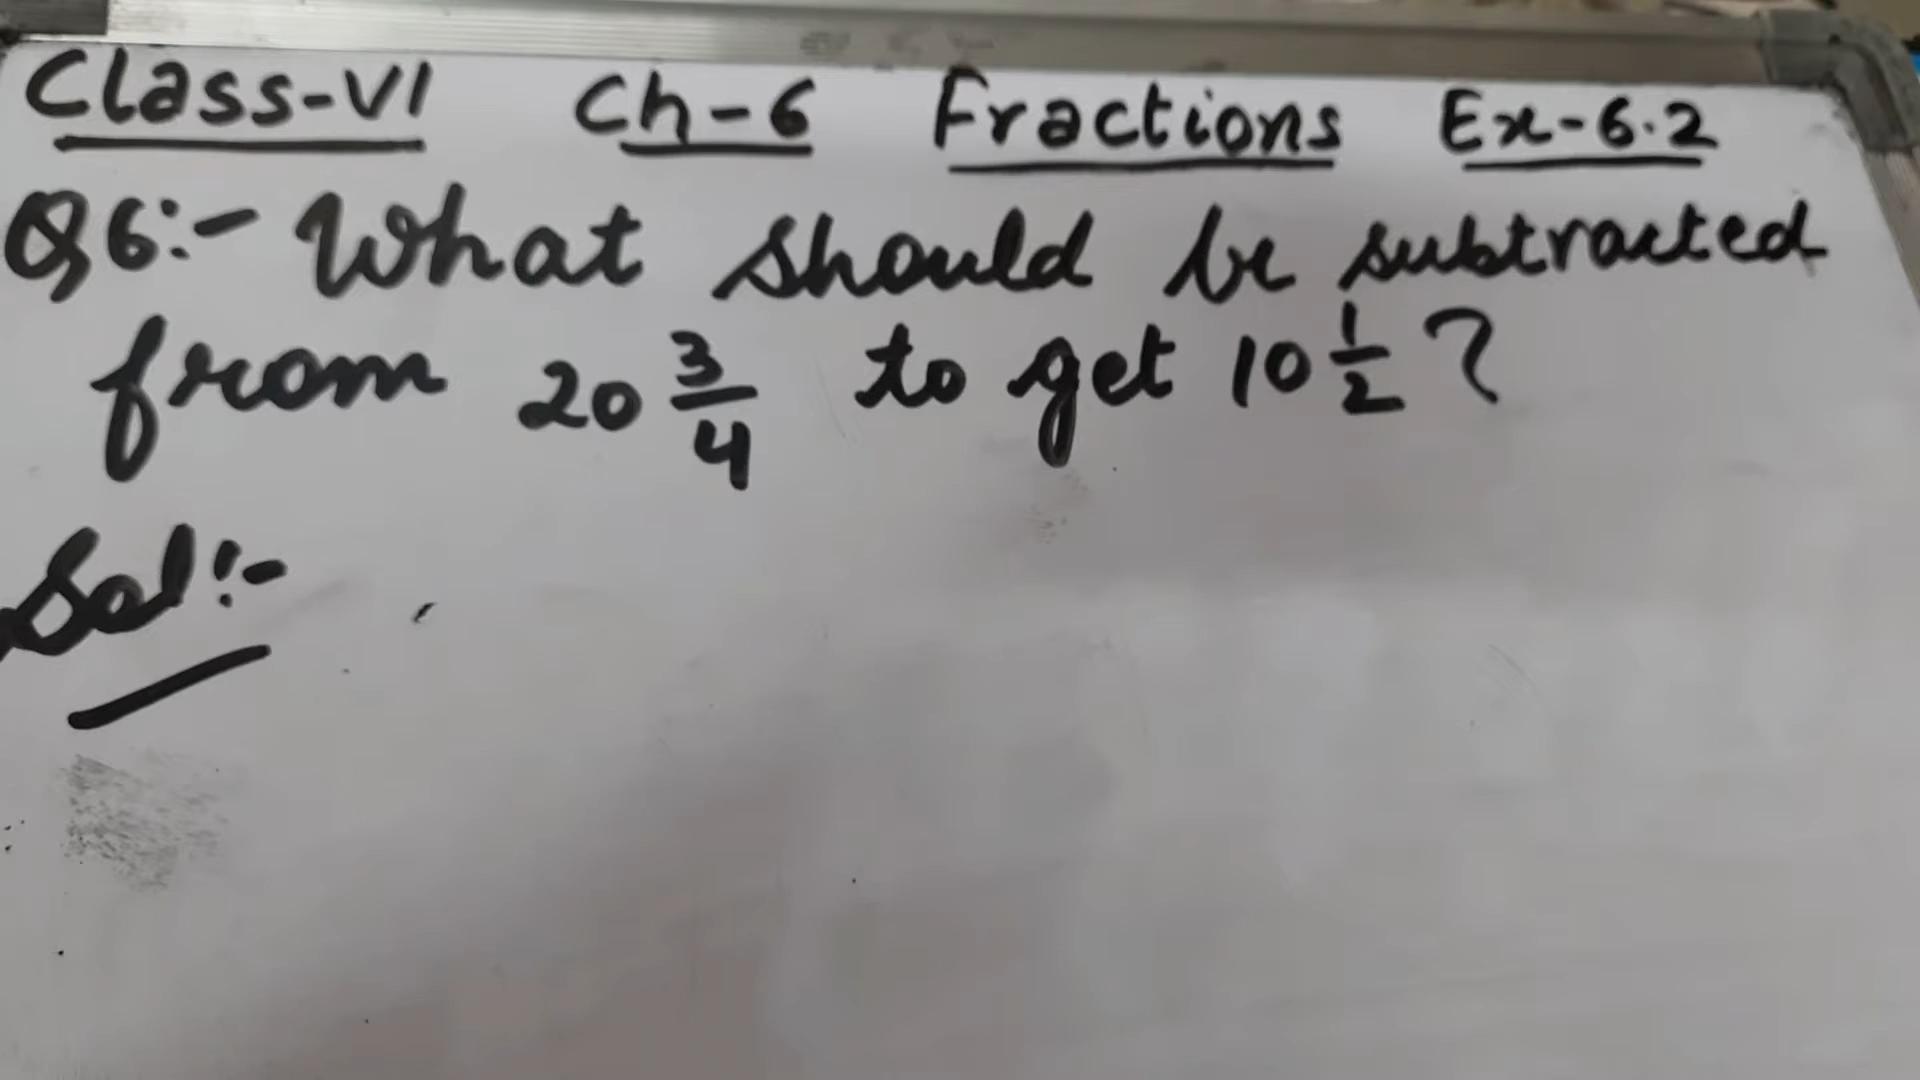 Class-VI Ch-6 Fractions Ex-6.2
Q6:- What should be subtracted
from 20 3/4 to get 10 1/2 ?
Sol:-